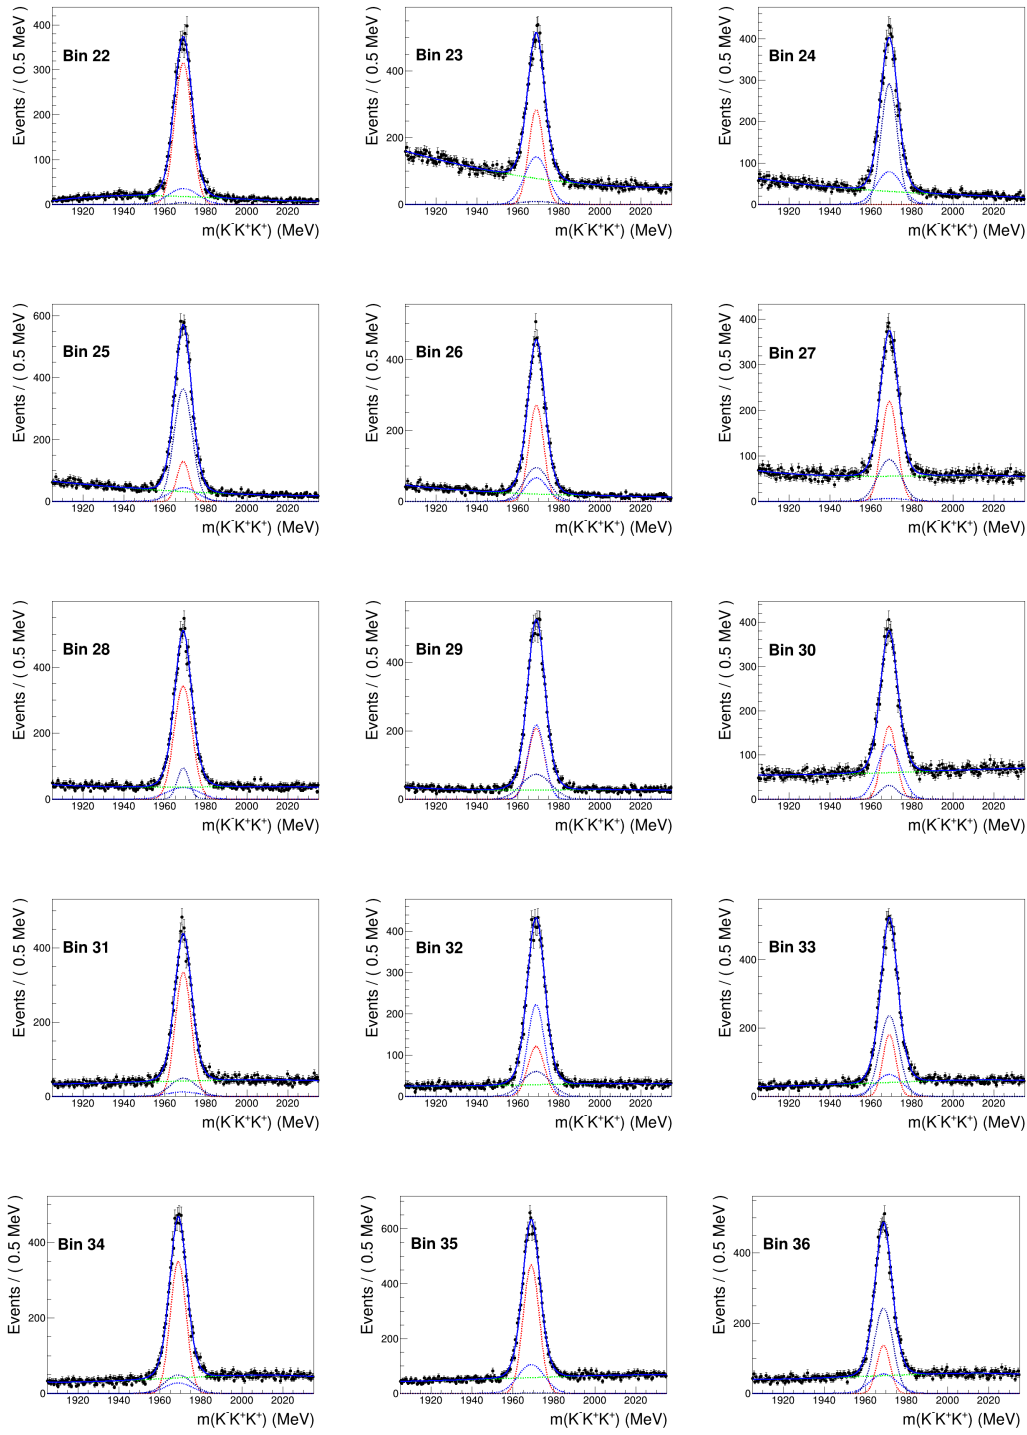 Events / ( 0.5 MeV )
Bin 22
400
300
200
100
0
1920 1940 1960 1980 2000 2020
m(K⁻K⁺K⁺) (MeV)
Events / ( 0.5 MeV )
Bin 23
400
200
0
1920 1940 1960 1980 2000 2020
m(K⁻K⁺K⁺) (MeV)
Events / ( 0.5 MeV )
Bin 24
400
300
200
100
0
1920 1940 1960 1980 2000 2020
m(K⁻K⁺K⁺) (MeV)
Events / ( 0.5 MeV )
Bin 25
600
400
200
0
1920 1940 1960 1980 2000 2020
m(K⁻K⁺K⁺) (MeV)
Events / ( 0.5 MeV )
Bin 26
400
200
0
1920 1940 1960 1980 2000 2020
m(K⁻K⁺K⁺) (MeV)
Events / ( 0.5 MeV )
Bin 27
400
300
200
100
0
1920 1940 1960 1980 2000 2020
m(K⁻K⁺K⁺) (MeV)
Events / ( 0.5 MeV )
Bin 28
400
200
0
1920 1940 1960 1980 2000 2020
m(K⁻K⁺K⁺) (MeV)
Events / ( 0.5 MeV )
Bin 29
400
200
0
1920 1940 1960 1980 2000 2020
m(K⁻K⁺K⁺) (MeV)
Events / ( 0.5 MeV )
Bin 30
400
300
200
100
0
1920 1940 1960 1980 2000 2020
m(K⁻K⁺K⁺) (MeV)
Events / ( 0.5 MeV )
Bin 31
400
200
0
1920 1940 1960 1980 2000 2020
m(K⁻K⁺K⁺) (MeV)
Events / ( 0.5 MeV )
Bin 32
400
300
200
100
0
1920 1940 1960 1980 2000 2020
m(K⁻K⁺K⁺) (MeV)
Events / ( 0.5 MeV )
Bin 33
400
200
0
1920 1940 1960 1980 2000 2020
m(K⁻K⁺K⁺) (MeV)
Events / ( 0.5 MeV )
Bin 34
400
200
0
1920 1940 1960 1980 2000 2020
m(K⁻K⁺K⁺) (MeV)
Events / ( 0.5 MeV )
Bin 35
600
400
200
0
1920 1940 1960 1980 2000 2020
m(K⁻K⁺K⁺) (MeV)
Events / ( 0.5 MeV )
Bin 36
400
200
0
1920 1940 1960 1980 2000 2020
m(K⁻K⁺K⁺) (MeV)